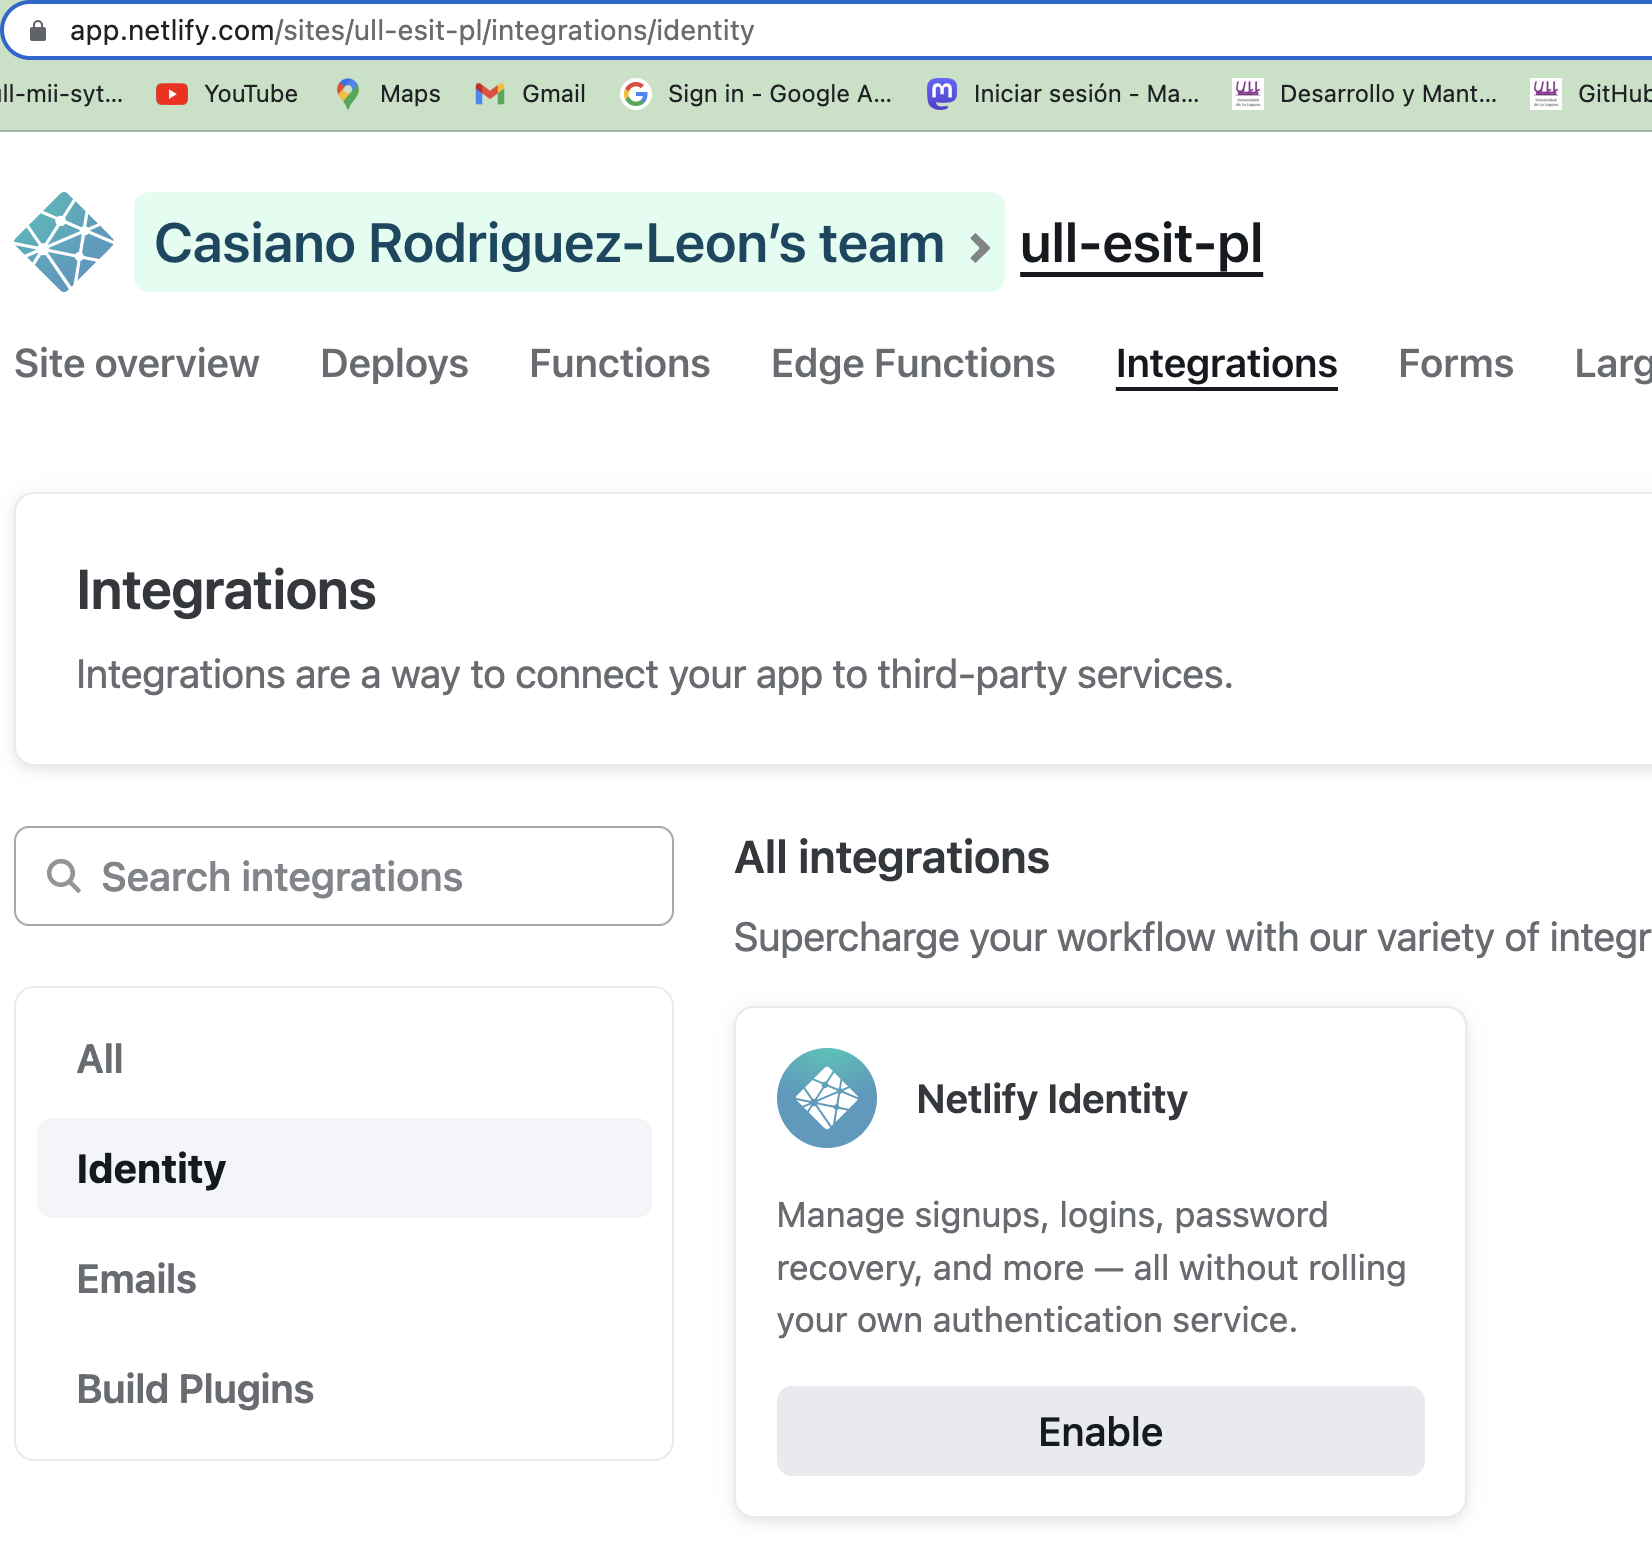 app.netlify.com/sites/ull-esit-pl/integrations/identity
ll-mii-syt... YouTube Maps Gmail Sign in - Google A... Iniciar sesión - Ma... Desarrollo y Mant... GitHub
Casiano Rodriguez-Leon’s team › ull-esit-pl
Site overview Deploys Functions Edge Functions Integrations Forms Larg
Integrations
Integrations are a way to connect your app to third-party services.
Search integrations
All
Identity
Emails
Build Plugins
All integrations
Supercharge your workflow with our variety of integr
Netlify Identity
Manage signups, logins, password
recovery, and more — all without rolling
your own authentication service.
Enable